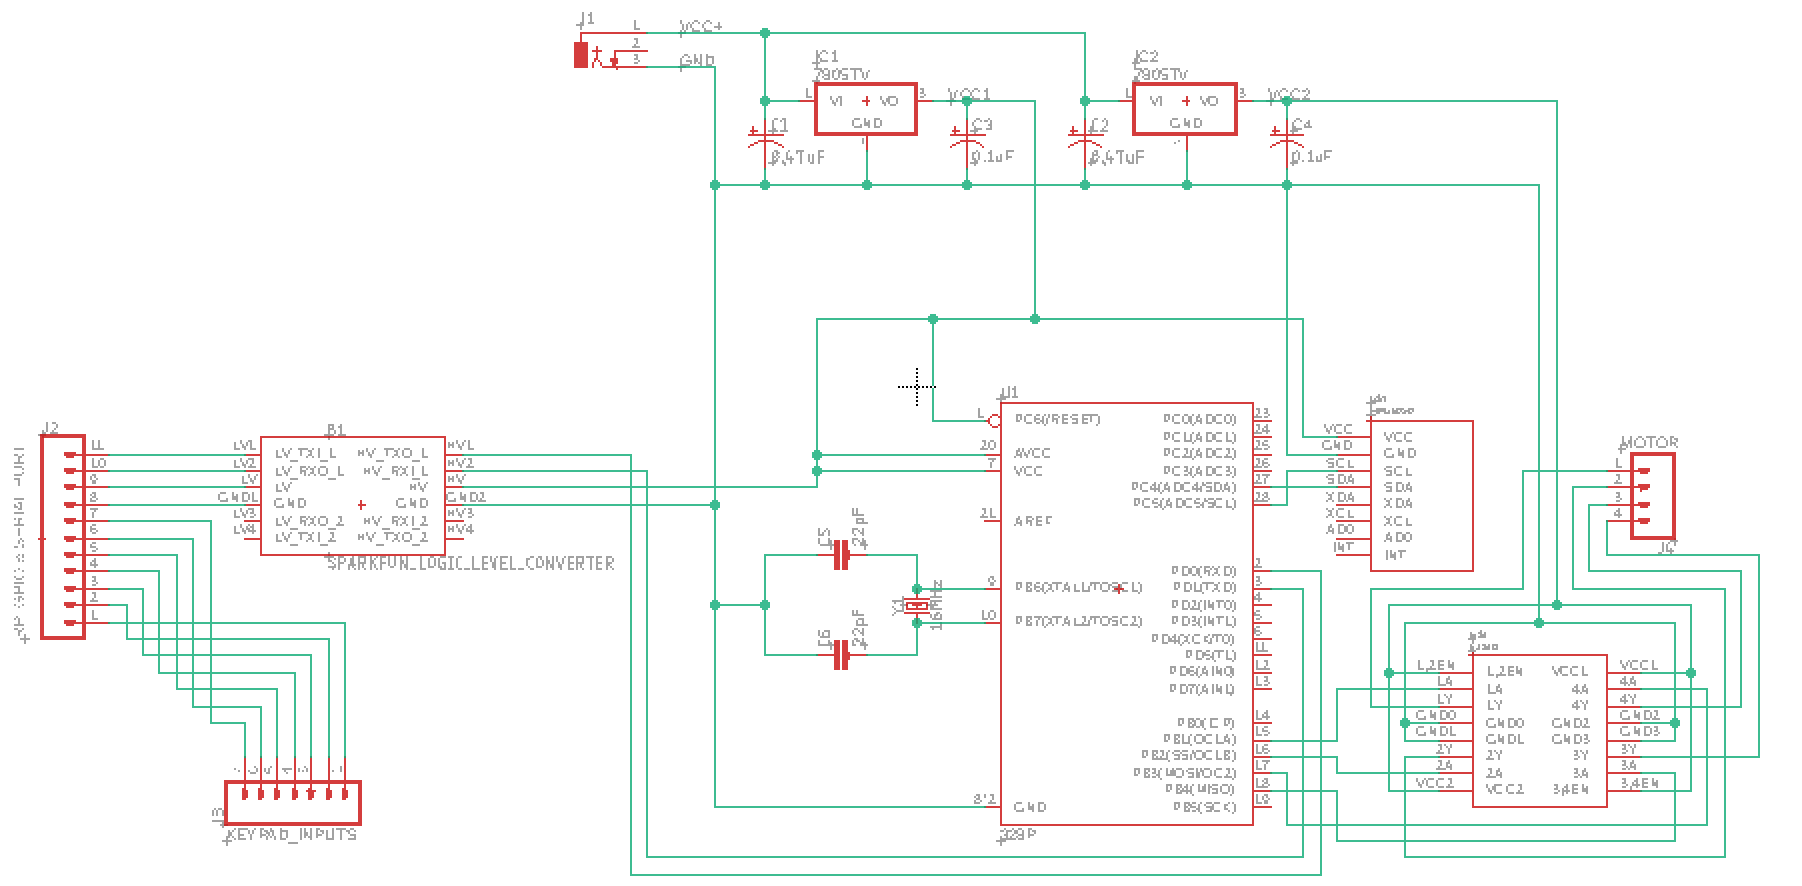 J1
VCC+
2
3
GND
IC1
7805TV
VI
VO
GND
3
VCC1
C1
C3
0.1uF
IC2
7805TV
VI
VO
GND
3
VCC2
C2
C4
0.1uF
J2
11
10
9
8
7
6
5
4
3
2
1
B1
LV1
LV2
LV
GND1
LV3
LV4
LV_TXI_1
LV_RXO_1
LV
GND
LV_RXO_2
LV_TXI_2
HV_TXO_1
HV_RXI_1
HV
GND
HV_RXI_2
HV_TXO_2
HV1
HV2
HV
GND2
HV3
HV4
SPARKFUN_LOGIC_LEVEL_CONVERTER
J3
KEYPAD_INPUTS
C5
22pF
C6
22pF
Y1
16MHz
U1
1
20
7
21
9
10
8*2
PC6(/RESET)
AVCC
VCC
AREF
PB6(XTAL1/TOSC1)
PB7(XTAL2/TOSC2)
GND
PC0(ADC0)
PC1(ADC1)
PC2(ADC2)
PC3(ADC3)
PC4(ADC4/SDA)
PC5(ADC5/SCL)
PD0(RXD)
PD1(TXD)
PD2(INT0)
PD3(INT1)
PD4(XCK/T0)
PD5(T1)
PD6(AIN0)
PD7(AIN1)
PB0(ICP)
PB1(OC1A)
PB2(SS/OC1B)
PB3(MOSI/OC2)
PB4(MISO)
PB5(SCK)
23
24
25
26
27
28
2
3
4
5
6
11
12
13
14
15
16
17
18
19
328P
VCC
GND
SCL
SDA
XDA
XCL
AD0
INT
VCC
GND
SCL
SDA
XDA
XCL
AD0
INT
MOTOR
1
2
3
4
J4
1,2EN
1A
1Y
GND0
GND1
2Y
2A
VCC2
1,2EN
1A
1Y
GND0
GND1
2Y
2A
VCC2
VCC1
4A
4Y
GND2
GND3
3Y
3A
3,4EN
VCC1
4A
4Y
GND2
GND3
3Y
3A
3,4EN